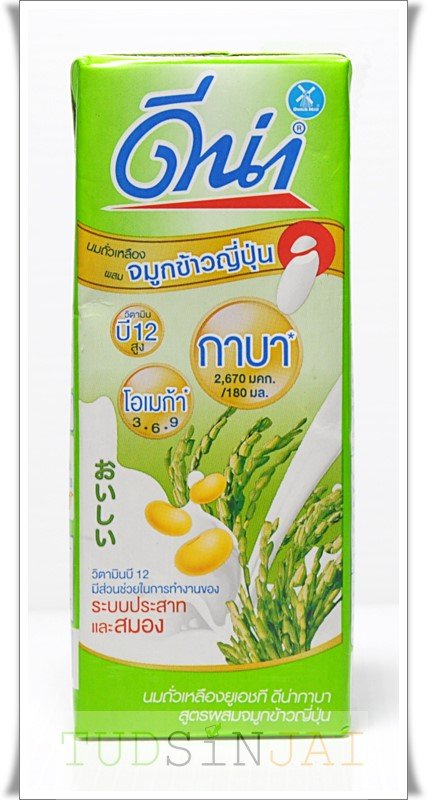 Dutch Mill
ดีน่า®
นมถั่วเหลือง
ผสม จมูกข้าวญี่ปุ่น
วิตามิน
บี12
สูง
กาบา*
2,670 มคก.
/180 มล.
โอเมก้า*
3 • 6 • 9
おいしい
วิตามินบี 12
มีส่วนช่วยในการทำงานของ
ระบบประสาท
และสมอง
นมถั่วเหลืองยูเอชที ดีน่ากาบา
สูตรผสมจมูกข้าวญี่ปุ่น
TUDSiNJAI